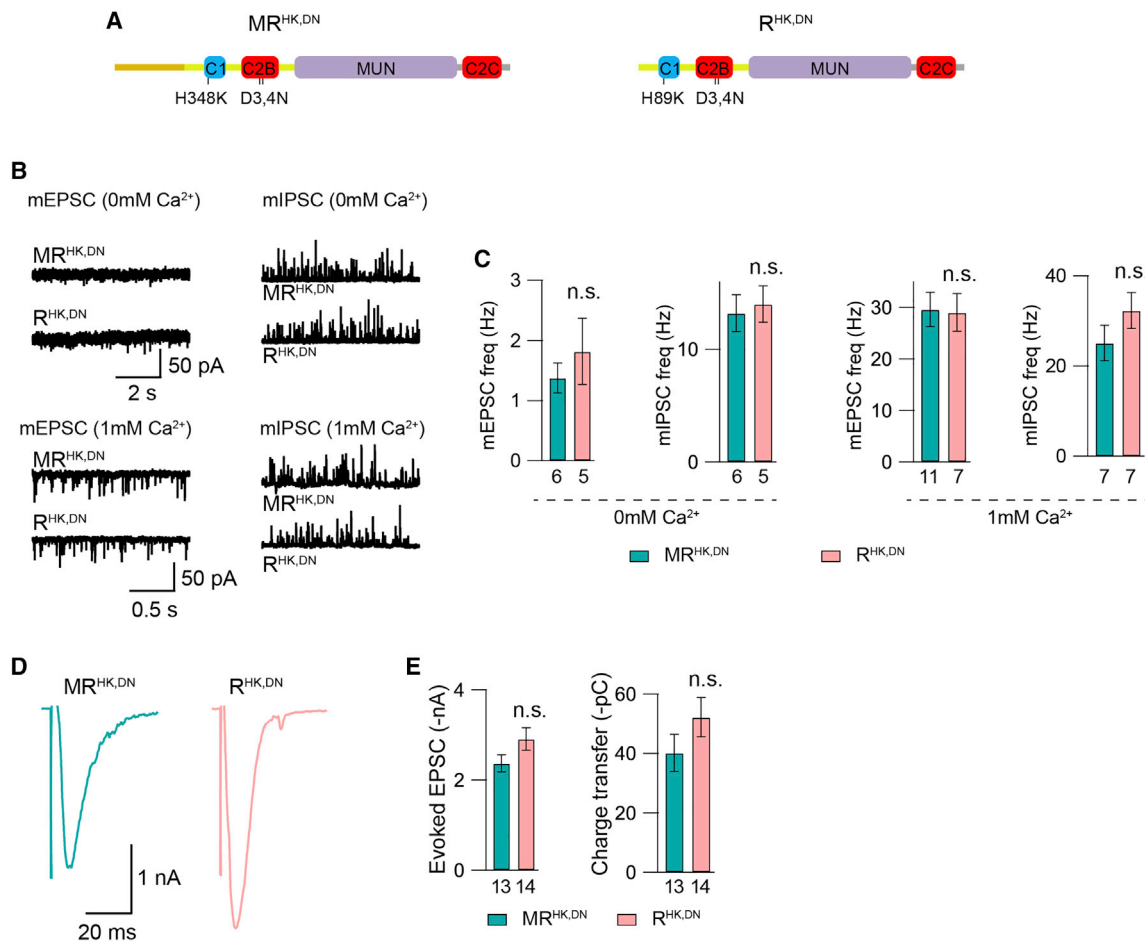 A
MR^HK,DN
R^HK,DN
C1 C2B MUN C2C
C1 C2B MUN C2C
H348K D3,4N
H89K D3,4N
B
mEPSC (0mM Ca²⁺)
mIPSC (0mM Ca²⁺)
MR^HK,DN
MR^HK,DN
R^HK,DN
R^HK,DN
50 pA
2 s
mEPSC (1mM Ca²⁺)
mIPSC (1mM Ca²⁺)
MR^HK,DN
MR^HK,DN
R^HK,DN
R^HK,DN
50 pA
0.5 s
C
mEPSC freq (Hz)
3
2
1
0
n.s.
6 5
mIPSC freq (Hz)
10
0
n.s.
6 5
0mM Ca²⁺
mEPSC freq (Hz)
30
20
10
0
n.s
11 7
mIPSC freq (Hz)
40
20
0
n.s.
7 7
1mM Ca²⁺
MR^HK,DN
R^HK,DN
D
MR^HK,DN
R^HK,DN
1 nA
20 ms
E
Evoked EPSC (-nA)
4
2
0
n.s.
13 14
Charge transfer (-pC)
60
40
20
0
n.s.
13 14
MR^HK,DN
R^HK,DN